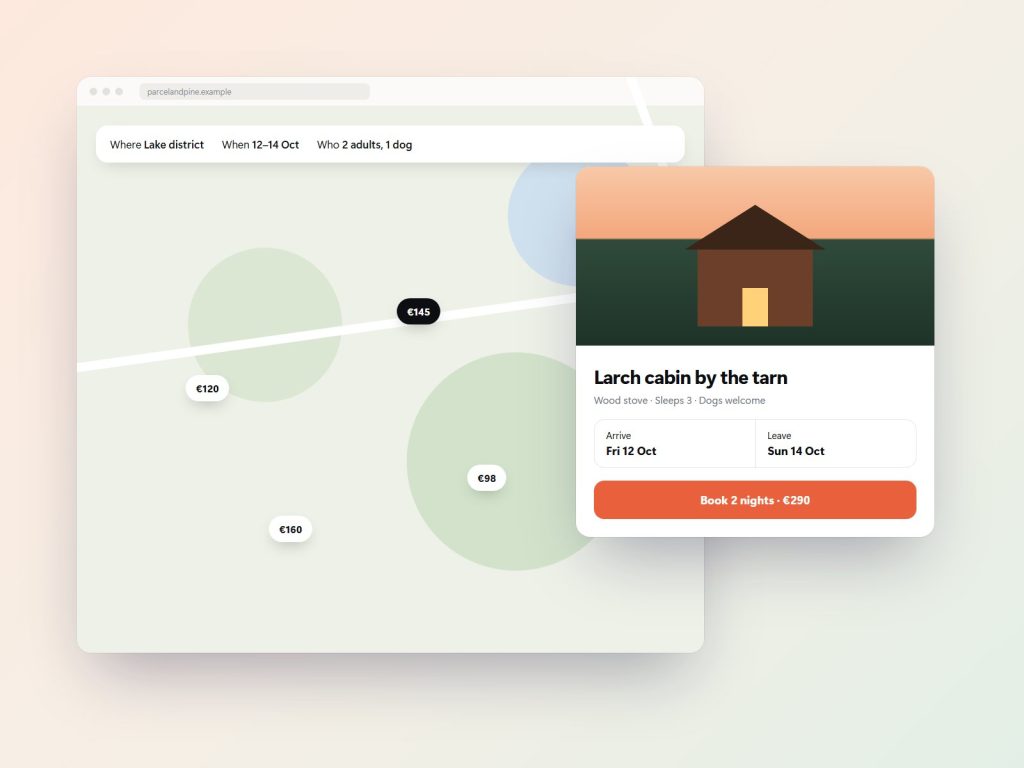 parcelandpine.example
Where Lake district When 12–14 Oct Who 2 adults, 1 dog
€145
€120
€98
€160
Larch cabin by the tarn
Wood stove · Sleeps 3 · Dogs welcome
Arrive
Fri 12 Oct
Leave
Sun 14 Oct
Book 2 nights · €290